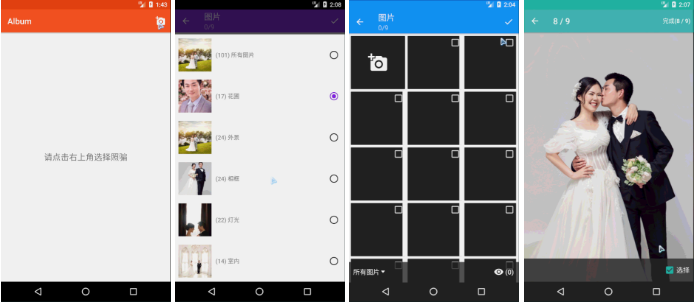 1:43
Album
请点击右上角选择照骗
2:08
图片
0/9
(101) 所有图片
(17) 花圃
(24) 外景
(24) 相框
(22) 灯光
(14) 室内
2:04
图片
0/9
所有图片
(0)
2:07
8 / 9
完成(8 / 9)
选择